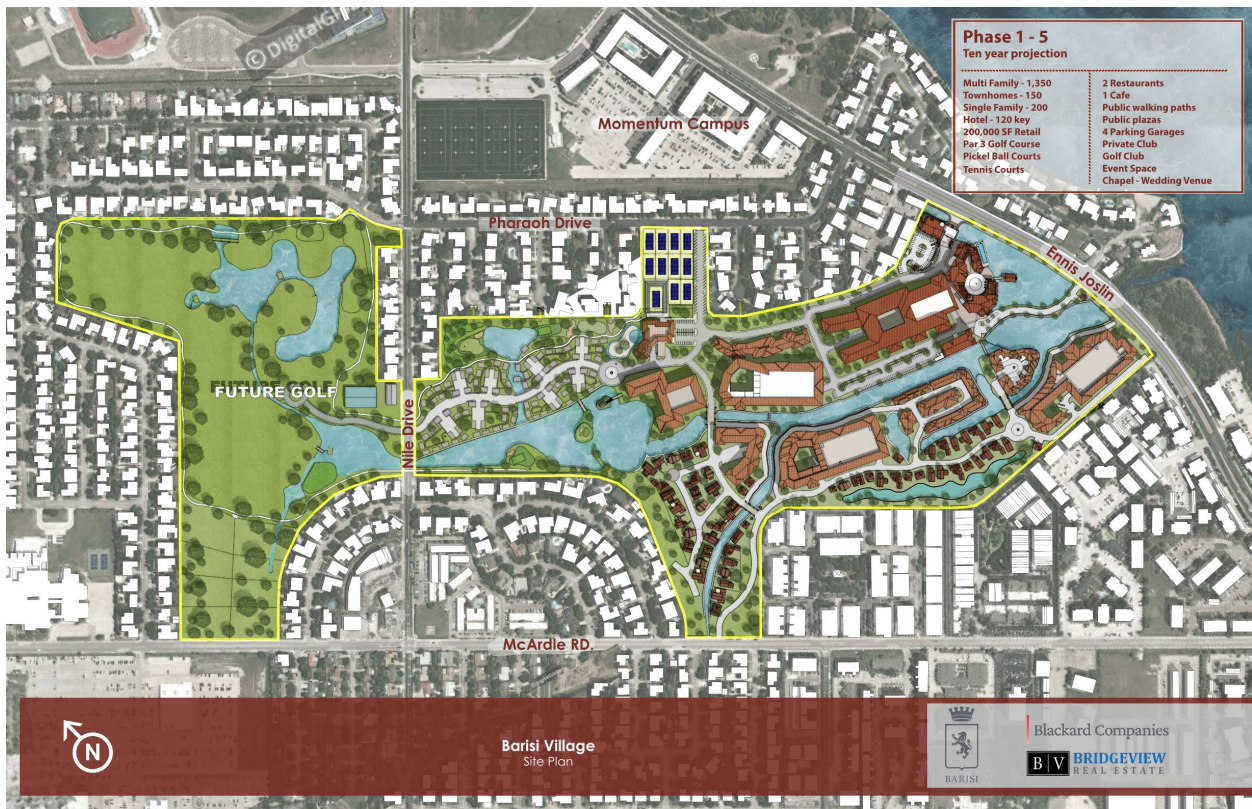 © DigitalGl
Phase 1 - 5
Ten year projection
Multi Family - 1,350
Townhomes - 150
Single Family - 200
Hotel - 120 key
200,000 SF Retail
Par 3 Golf Course
Pickel Ball Courts
Tennis Courts
2 Restaurants
1 Cafe
Public walking paths
Public plazas
4 Parking Garages
Private Club
Golf Club
Event Space
Chapel - Wedding Venue
Momentum Campus
Pharaoh Drive
Ennis Joslin
FUTURE GOLF
Nile Drive
McArdle RD.
N
Barisi Village
Site Plan
BARISI
Blackard Companies
B V BRIDGEVIEW
REAL ESTATE